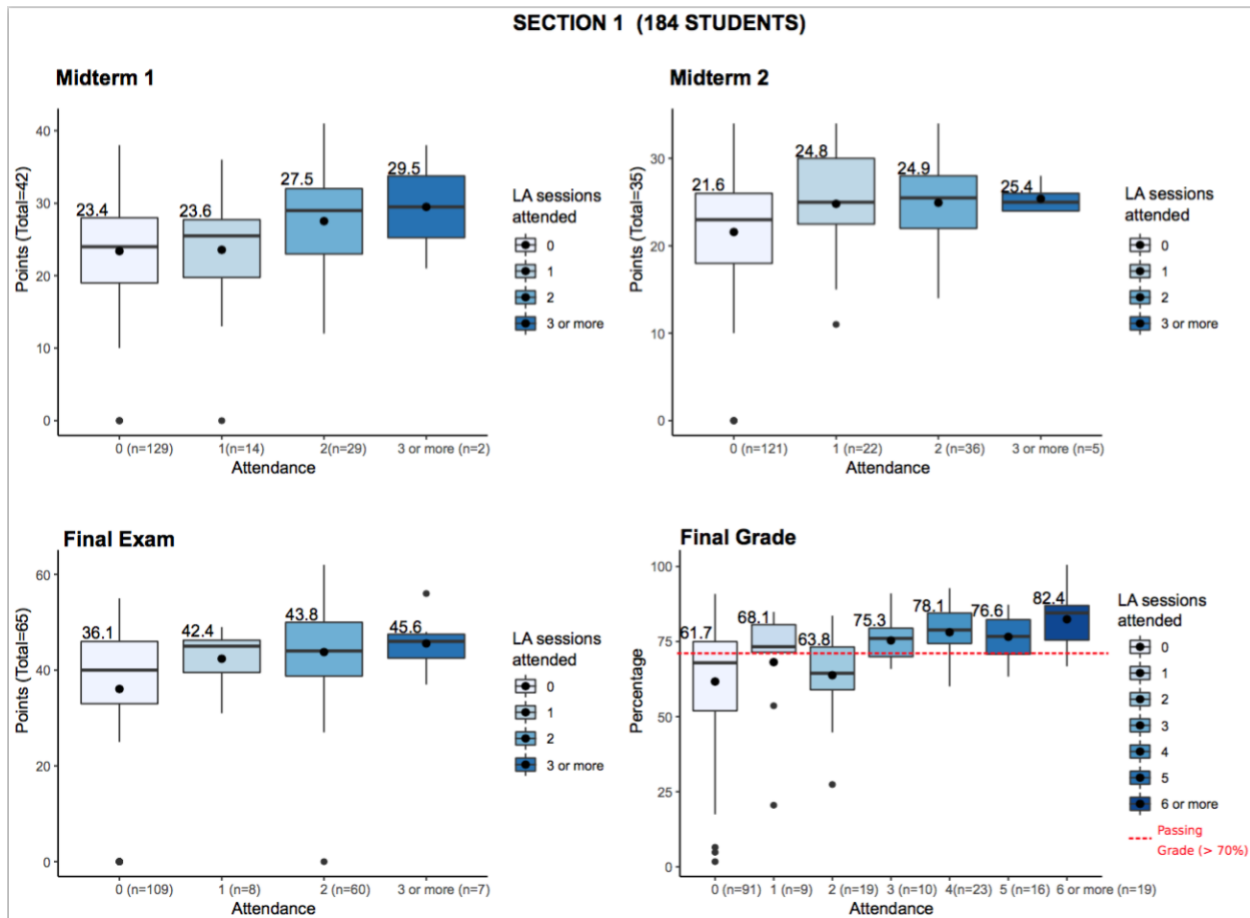 SECTION 1 (184 STUDENTS)
Midterm 1
Points (Total=42)
40
30
20
10
0
23.4
23.6
27.5
29.5
0 (n=129)
1(n=14)
2(n=29)
3 or more (n=2)
Attendance
LA sessions
attended
0
1
2
3 or more
Midterm 2
Points (Total=35)
30
20
10
0
21.6
24.8
24.9
25.4
0 (n=121)
1 (n=22)
2 (n=36)
3 or more (n=5)
Attendance
LA sessions
attended
0
1
2
3 or more
Final Exam
Points (Total=65)
60
40
20
0
36.1
42.4
43.8
45.6
0 (n=109)
1 (n=8)
2 (n=60)
3 or more (n=7)
Attendance
LA sessions
attended
0
1
2
3 or more
Final Grade
Percentage
100
75
50
25
0
61.7
68.1
63.8
75.3
78.1
76.6
82.4
0 (n=91)
1 (n=9)
2 (n=19)
3 (n=10)
4(n=23)
5 (n=16)
6 or more (n=19)
Attendance
LA sessions
attended
0
1
2
3
4
5
6 or more
Passing
Grade (> 70%)